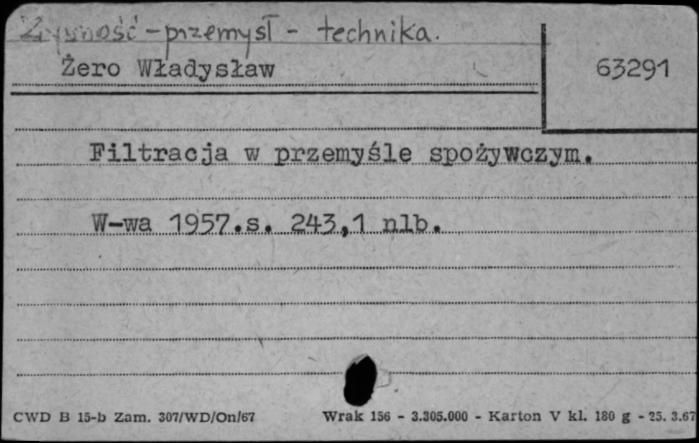 Żywność - przemysł - technika.
Żero Władysław
63291
Filtracja w przemyśle spożywczym.
W-wa 1957.s. 243,1 nlb.
CWD B 15-b Zam. 307/WD/On/67 Wrak 156 - 3.305.000 - Karton V kl. 180 g - 25. 3.67